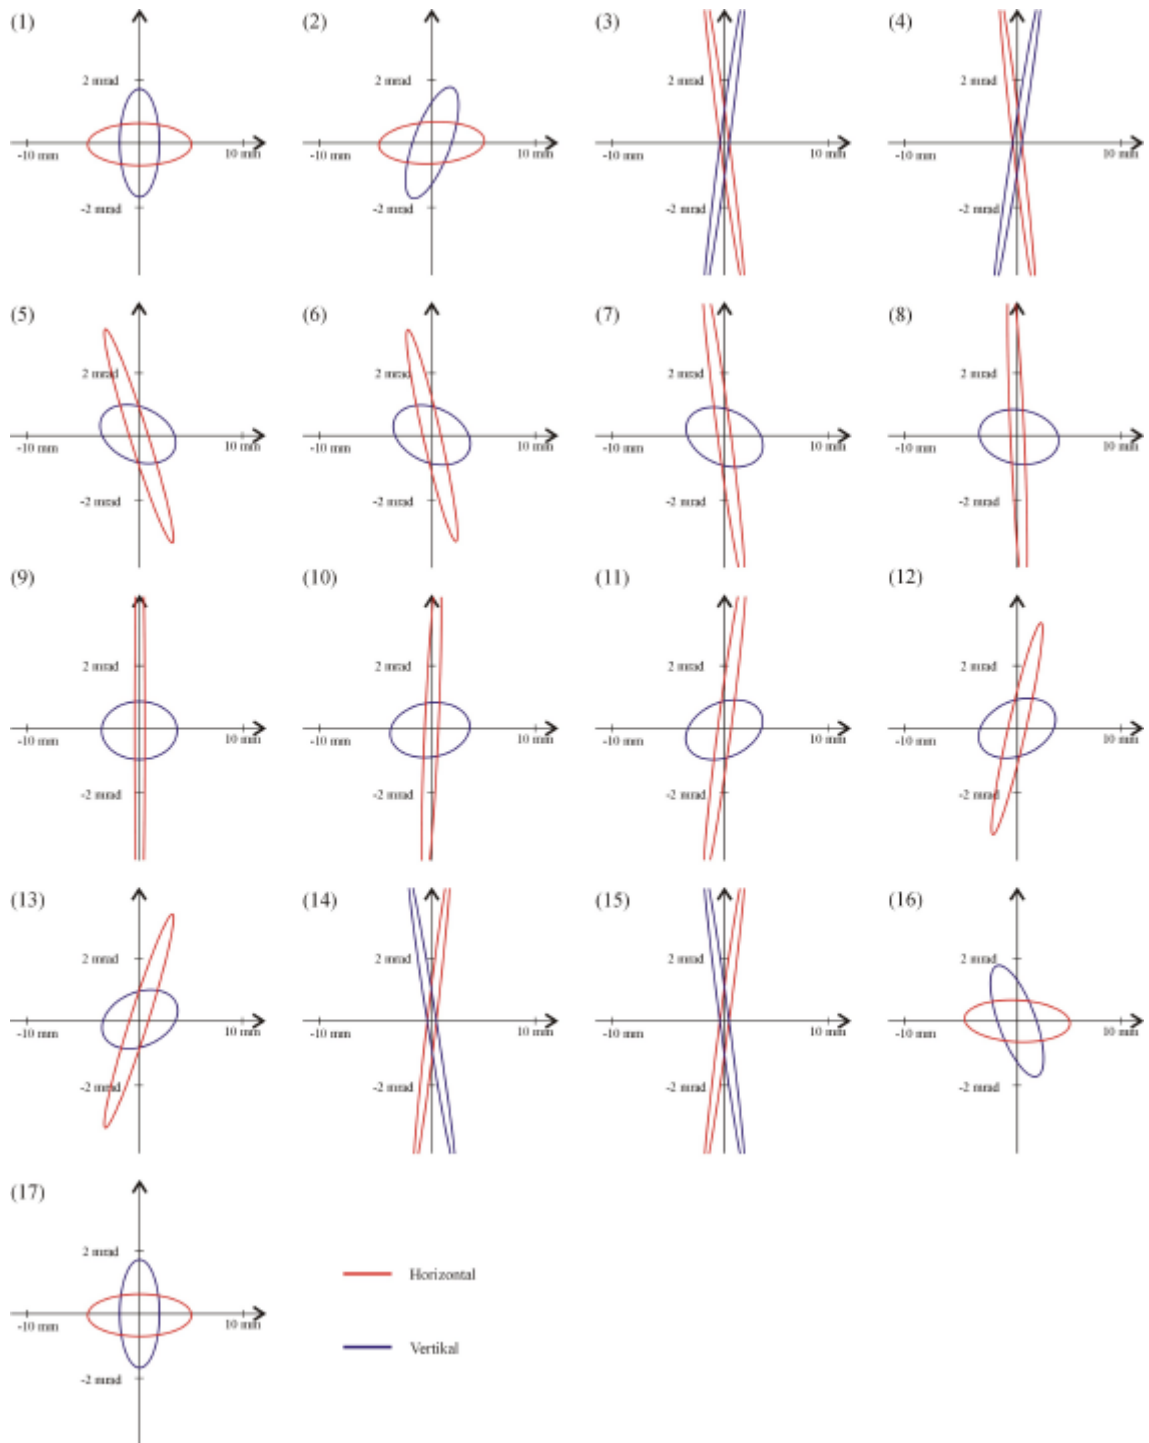 (1) (2) (3) (4)
2 mrad 2 mrad 2 mrad 2 mrad
-10 mm 10 mm -10 mm 10 mm -10 mm 10 mm -10 mm 10 mm
-2 mrad -2 mrad -2 mrad -2 mrad
(5) (6) (7) (8)
2 mrad 2 mrad 2 mrad 2 mrad
-10 mm 10 mm -10 mm 10 mm -10 mm 10 mm -10 mm 10 mm
-2 mrad -2 mrad -2 mrad -2 mrad
(9) (10) (11) (12)
2 mrad 2 mrad 2 mrad 2 mrad
-10 mm 10 mm -10 mm 10 mm -10 mm 10 mm -10 mm 10 mm
-2 mrad -2 mrad -2 mrad -2 mrad
(13) (14) (15) (16)
2 mrad 2 mrad 2 mrad 2 mrad
-10 mm 10 mm -10 mm 10 mm -10 mm 10 mm -10 mm 10 mm
-2 mrad -2 mrad -2 mrad -2 mrad
(17)
2 mrad
Horizontal
-10 mm 10 mm
Vertikal
-2 mrad